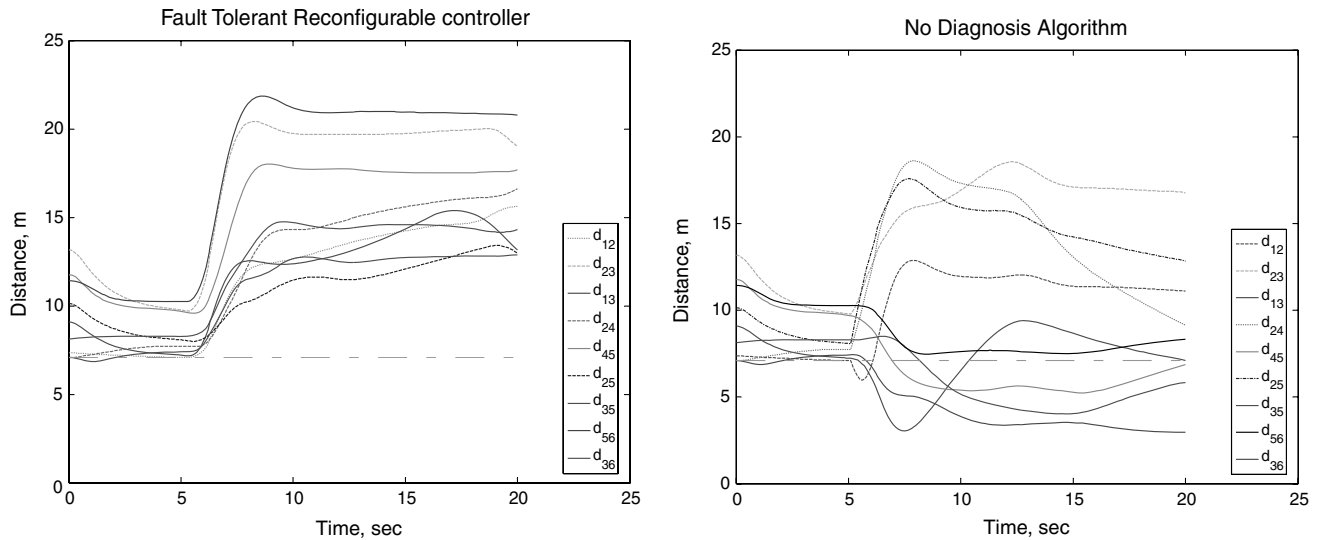 Fault Tolerant Reconfigurable controller
25
20
15
10
5
0
Distance, m
0 5 10 15 20 25
Time, sec
d12
d23
d13
d24
d45
d25
d35
d56
d36
No Diagnosis Algorithm
25
20
15
10
5
0
Distance, m
0 5 10 15 20 25
Time, sec
d12
d23
d13
d24
d45
d25
d35
d56
d36